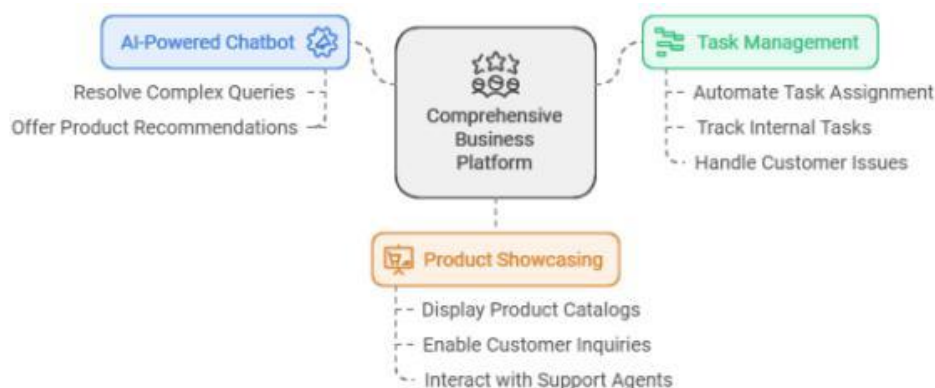 AI-Powered Chatbot
Resolve Complex Queries
Offer Product Recommendations
Comprehensive
Business
Platform
Task Management
Automate Task Assignment
Track Internal Tasks
Handle Customer Issues
Product Showcasing
Display Product Catalogs
Enable Customer Inquiries
Interact with Support Agents